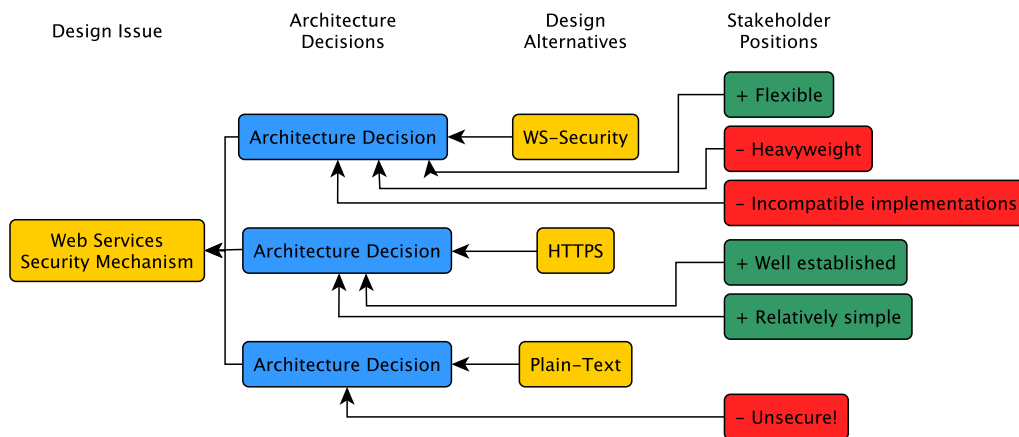 Design Issue
Architecture
Decisions
Design
Alternatives
Stakeholder
Positions
+ Flexible
Architecture Decision
WS-Security
- Heavyweight
- Incompatible implementations
Web Services
Security Mechanism
Architecture Decision
HTTPS
+ Well established
+ Relatively simple
Architecture Decision
Plain-Text
- Unsecure!